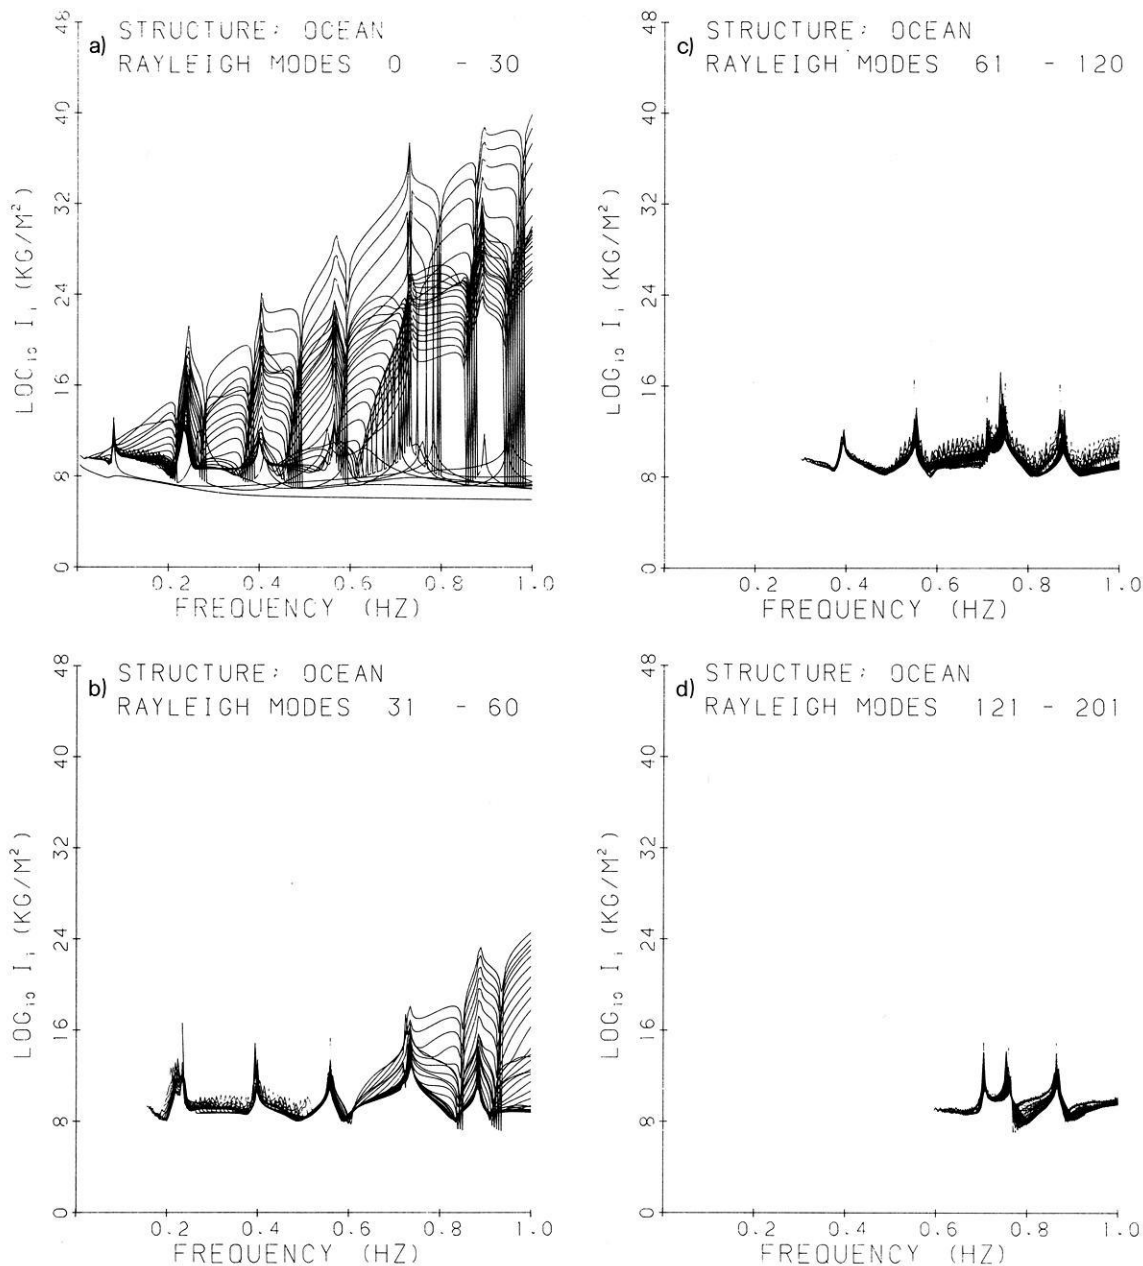 a) STRUCTURE: OCEAN
RAYLEIGH MODES 0 - 30
48
40
32
24
16
8
0
LOG₁₀ Iᵢ (KG/M²)
0.2 0.4 0.6 0.8 1.0
FREQUENCY (HZ)
c) STRUCTURE: OCEAN
RAYLEIGH MODES 61 - 120
48
40
32
24
16
8
0
LOG₁₀ Iᵢ (KG/M²)
0.2 0.4 0.6 0.8 1.0
FREQUENCY (HZ)
b) STRUCTURE: OCEAN
RAYLEIGH MODES 31 - 60
48
40
32
24
16
8
0
LOG₁₀ Iᵢ (KG/M²)
0.2 0.4 0.6 0.8 1.0
FREQUENCY (HZ)
d) STRUCTURE: OCEAN
RAYLEIGH MODES 121 - 201
48
40
32
24
16
8
0
LOG₁₀ Iᵢ (KG/M²)
0.2 0.4 0.6 0.8 1.0
FREQUENCY (HZ)